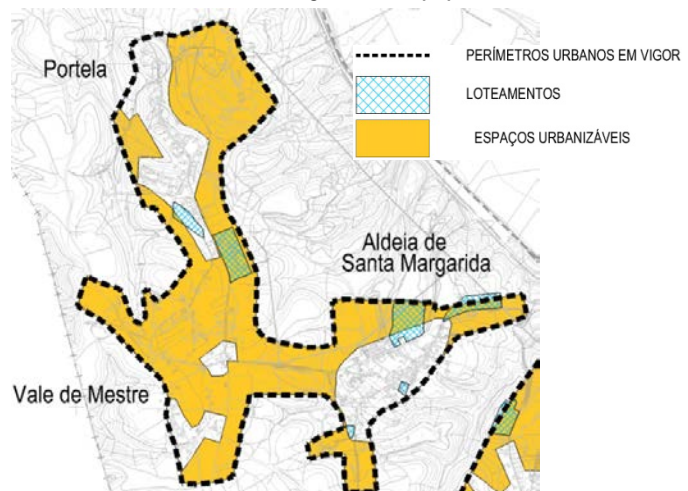 Portela
PERÍMETROS URBANOS EM VIGOR
LOTEAMENTOS
ESPAÇOS URBANIZÁVEIS
Aldeia de
Santa Margarida
Vale de Mestre